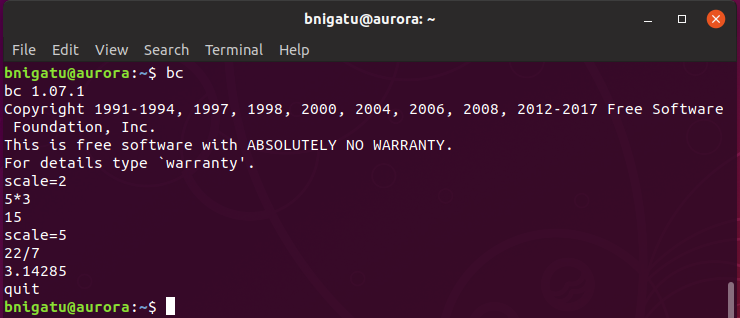 bnigatu@aurora: ~
File Edit View Search Terminal Help
bnigatu@aurora:~$ bc
bc 1.07.1
Copyright 1991-1994, 1997, 1998, 2000, 2004, 2006, 2008, 2012-2017 Free Software
 Foundation, Inc.
This is free software with ABSOLUTELY NO WARRANTY.
For details type `warranty'.
scale=2
5*3
15
scale=5
22/7
3.14285
quit
bnigatu@aurora:~$